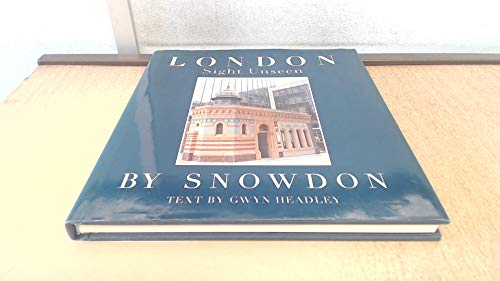 LONDON
Sight Unseen
BY SNOWDON
TEXT BY GWYN HEADLEY